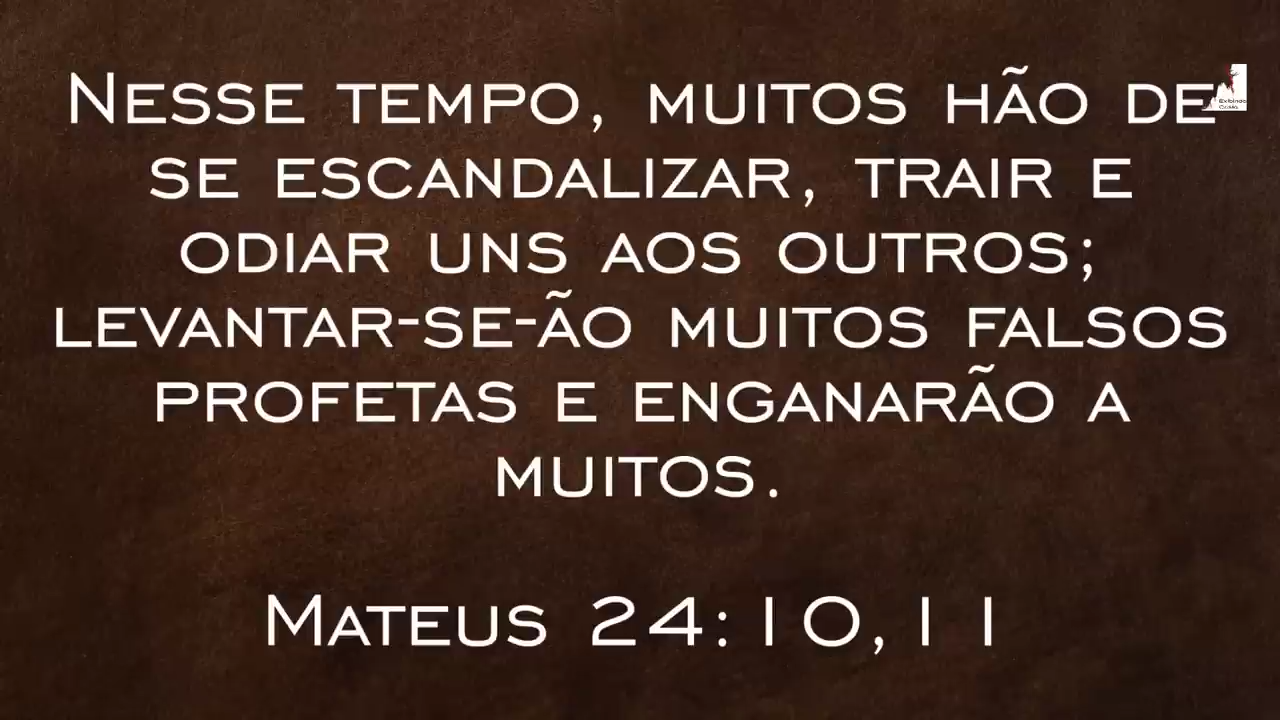 Nesse tempo, muitos hão de
se escandalizar, trair e
odiar uns aos outros;
levantar-se-ão muitos falsos
profetas e enganarão a
muitos.
Mateus 24:10,11